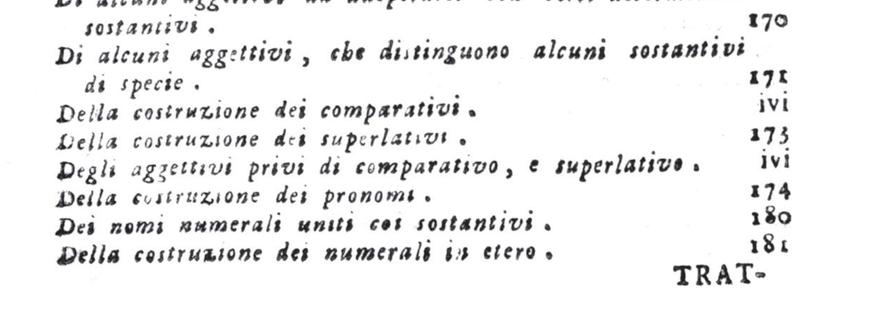 sostantivi . 170
Di alcuni aggettivi , che distinguono alcuni sostantivi
di specie . 171
Della costruzione dei comparativi . ivi
Della costruzione dei superlativi . 173
Degli aggettivi privi di comparativo , e superlativo . ivi
Della costruzione dei pronomi . 174
Dei nomi numerali uniti coi sostantivi . 180
Della costruzione dei numerali in etero . 181
TRAT-